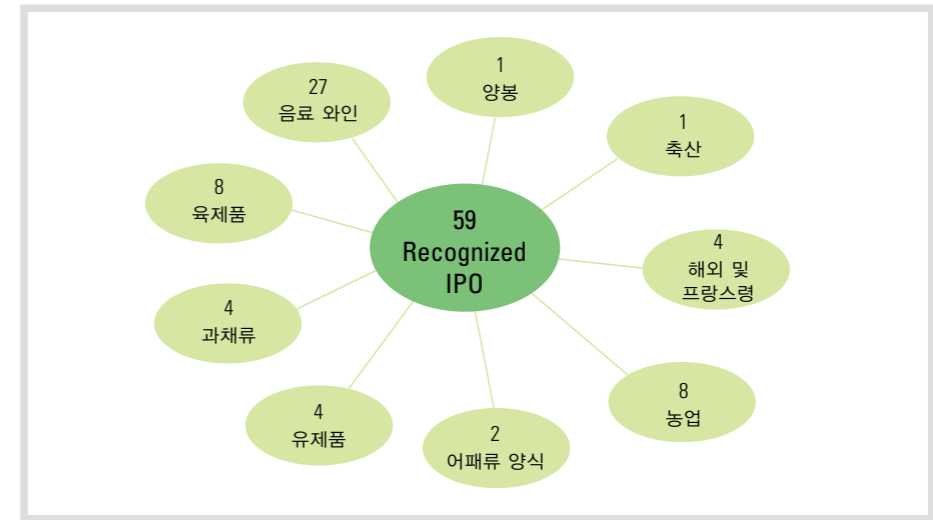 1
양봉
27
음료 와인
1
축산
8
육제품
59
Recognized
IPO
4
해외 및
프랑스령
4
과채류
8
농업
4
유제품
2
어패류 양식